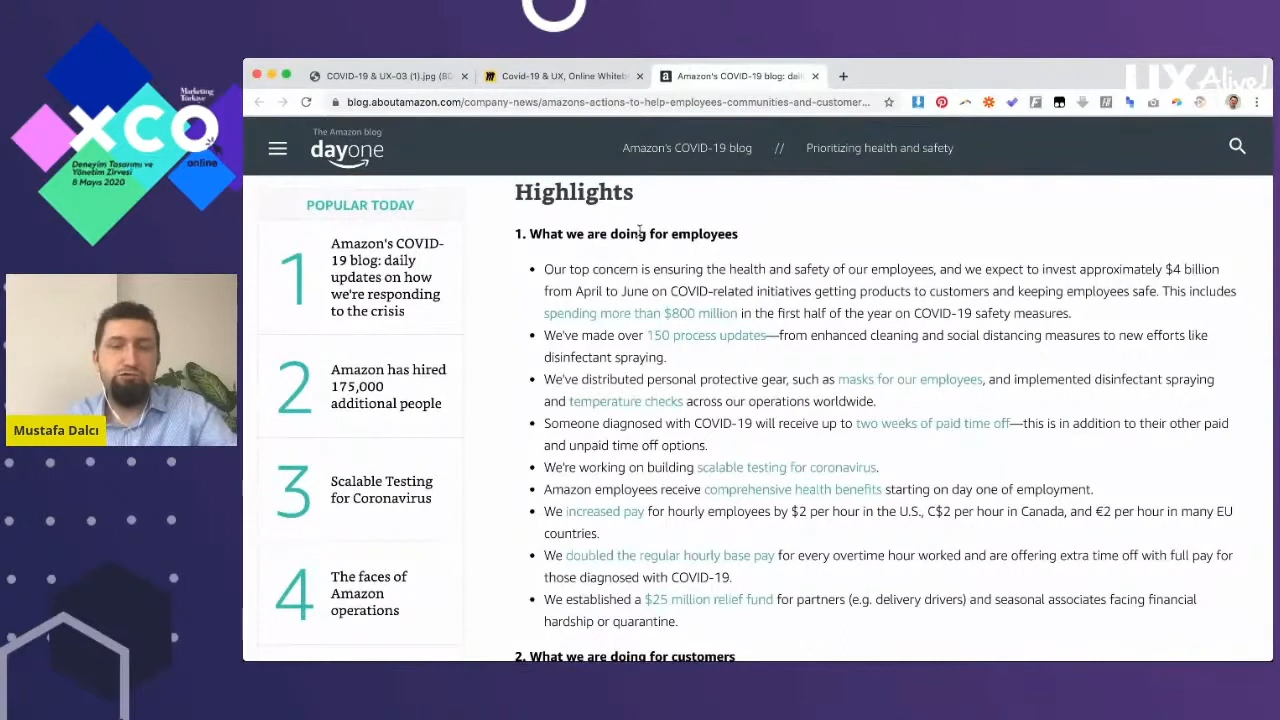 Marketing
Türkiye
xco
online
Deneyim Tasarımı ve
Yönetim Zirvesi
8 Mayıs 2020
Mustafa Dalcı
UX Alive!
COVID-19 & UX-03 (1).jpg (80
Covid-19 & UX, Online Whiteb
Amazon's COVID-19 blog: dail
blog.aboutamazon.com/company-news/amazons-actions-to-help-employees-communities-and-customer...
The Amazon blog
dayone
Amazon's COVID-19 blog // Prioritizing health and safety
POPULAR TODAY
1
Amazon's COVID-
19 blog: daily
updates on how
we're responding
to the crisis
2
Amazon has hired
175,000
additional people
3
Scalable Testing
for Coronavirus
4
The faces of
Amazon
operations
Highlights
1. What we are doing for employees
• Our top concern is ensuring the health and safety of our employees, and we expect to invest approximately $4 billion
from April to June on COVID-related initiatives getting products to customers and keeping employees safe. This includes
spending more than $800 million in the first half of the year on COVID-19 safety measures.
• We've made over 150 process updates—from enhanced cleaning and social distancing measures to new efforts like
disinfectant spraying.
• We've distributed personal protective gear, such as masks for our employees, and implemented disinfectant spraying
and temperature checks across our operations worldwide.
• Someone diagnosed with COVID-19 will receive up to two weeks of paid time off—this is in addition to their other paid
and unpaid time off options.
• We're working on building scalable testing for coronavirus.
• Amazon employees receive comprehensive health benefits starting on day one of employment.
• We increased pay for hourly employees by $2 per hour in the U.S., C$2 per hour in Canada, and €2 per hour in many EU
countries.
• We doubled the regular hourly base pay for every overtime hour worked and are offering extra time off with full pay for
those diagnosed with COVID-19.
• We established a $25 million relief fund for partners (e.g. delivery drivers) and seasonal associates facing financial
hardship or quarantine.
2. What we are doing for customers